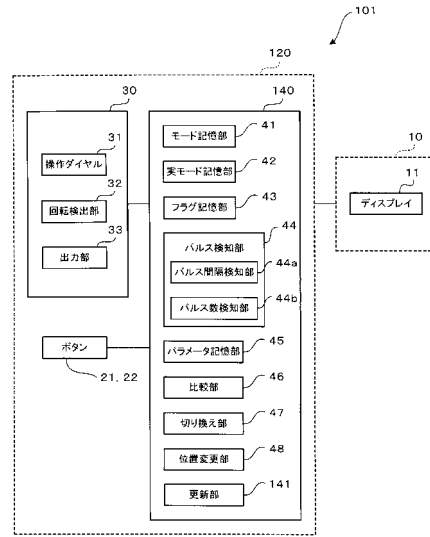 101
120
30
140
31
操作ダイヤル
32
回転検出部
33
出力部
ボタン
21, 22
モード記憶部
41
実モード記憶部
42
フラグ記憶部
43
44
パルス検知部
44a
パルス間隔検知部
44b
パルス数検知部
パラメータ記憶部
45
比較部
46
切り換え部
47
位置変更部
48
更新部
141
10
11
ディスプレイ